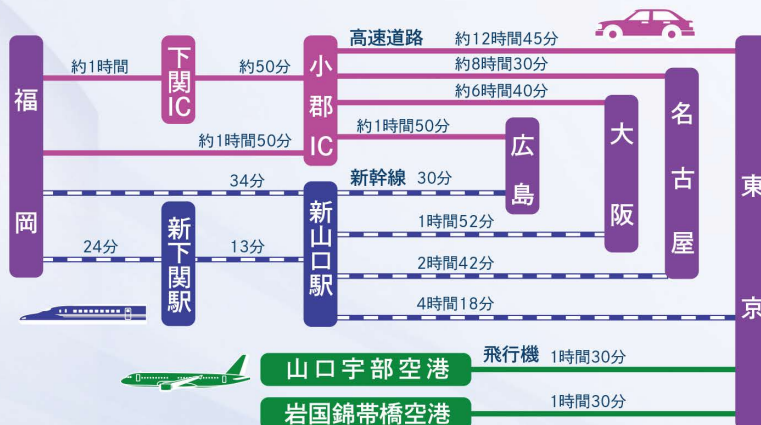 高速道路
約12時間45分
約1時間
約50分
約8時間30分
約6時間40分
約1時間50分
約1時間50分
福岡
下関IC
小郡IC
広島
大阪
名古屋
東京
34分
新幹線
30分
24分
13分
1時間52分
2時間42分
4時間18分
新下関駅
新山口駅
飛行機
山口宇部空港
1時間30分
岩国錦帯橋空港
1時間30分